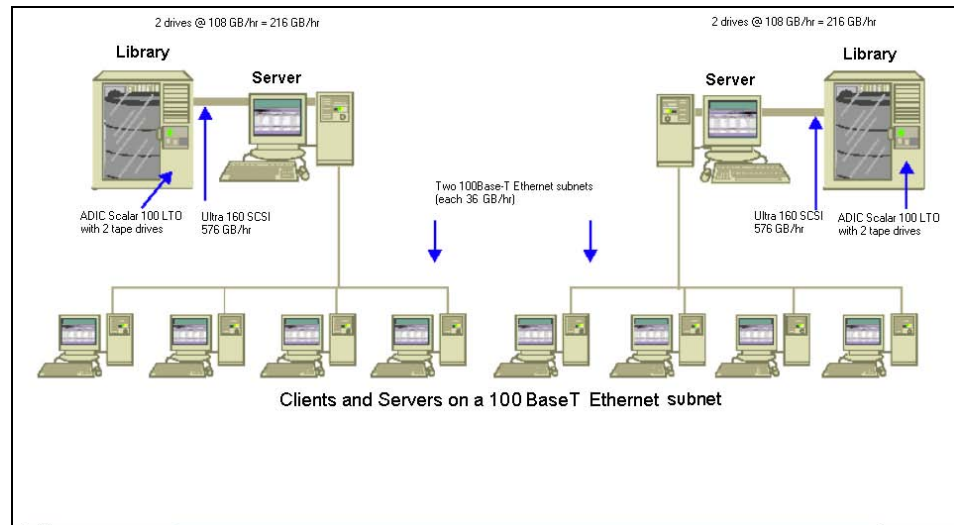 2 drives @ 108 GB/hr = 216 GB/hr
2 drives @ 108 GB/hr = 216 GB/hr
Library
Server
Server
Library
ADIC Scalar 100 LTO
with 2 tape drives
Ultra 160 SCSI
576 GB/hr
Two 100Base-T Ethernet subnets
(each 36 GB/hr)
Ultra 160 SCSI
576 GB/hr
ADIC Scalar 100 LTO
with 2 tape drives
Clients and Servers on a 100 BaseT Ethernet subnet